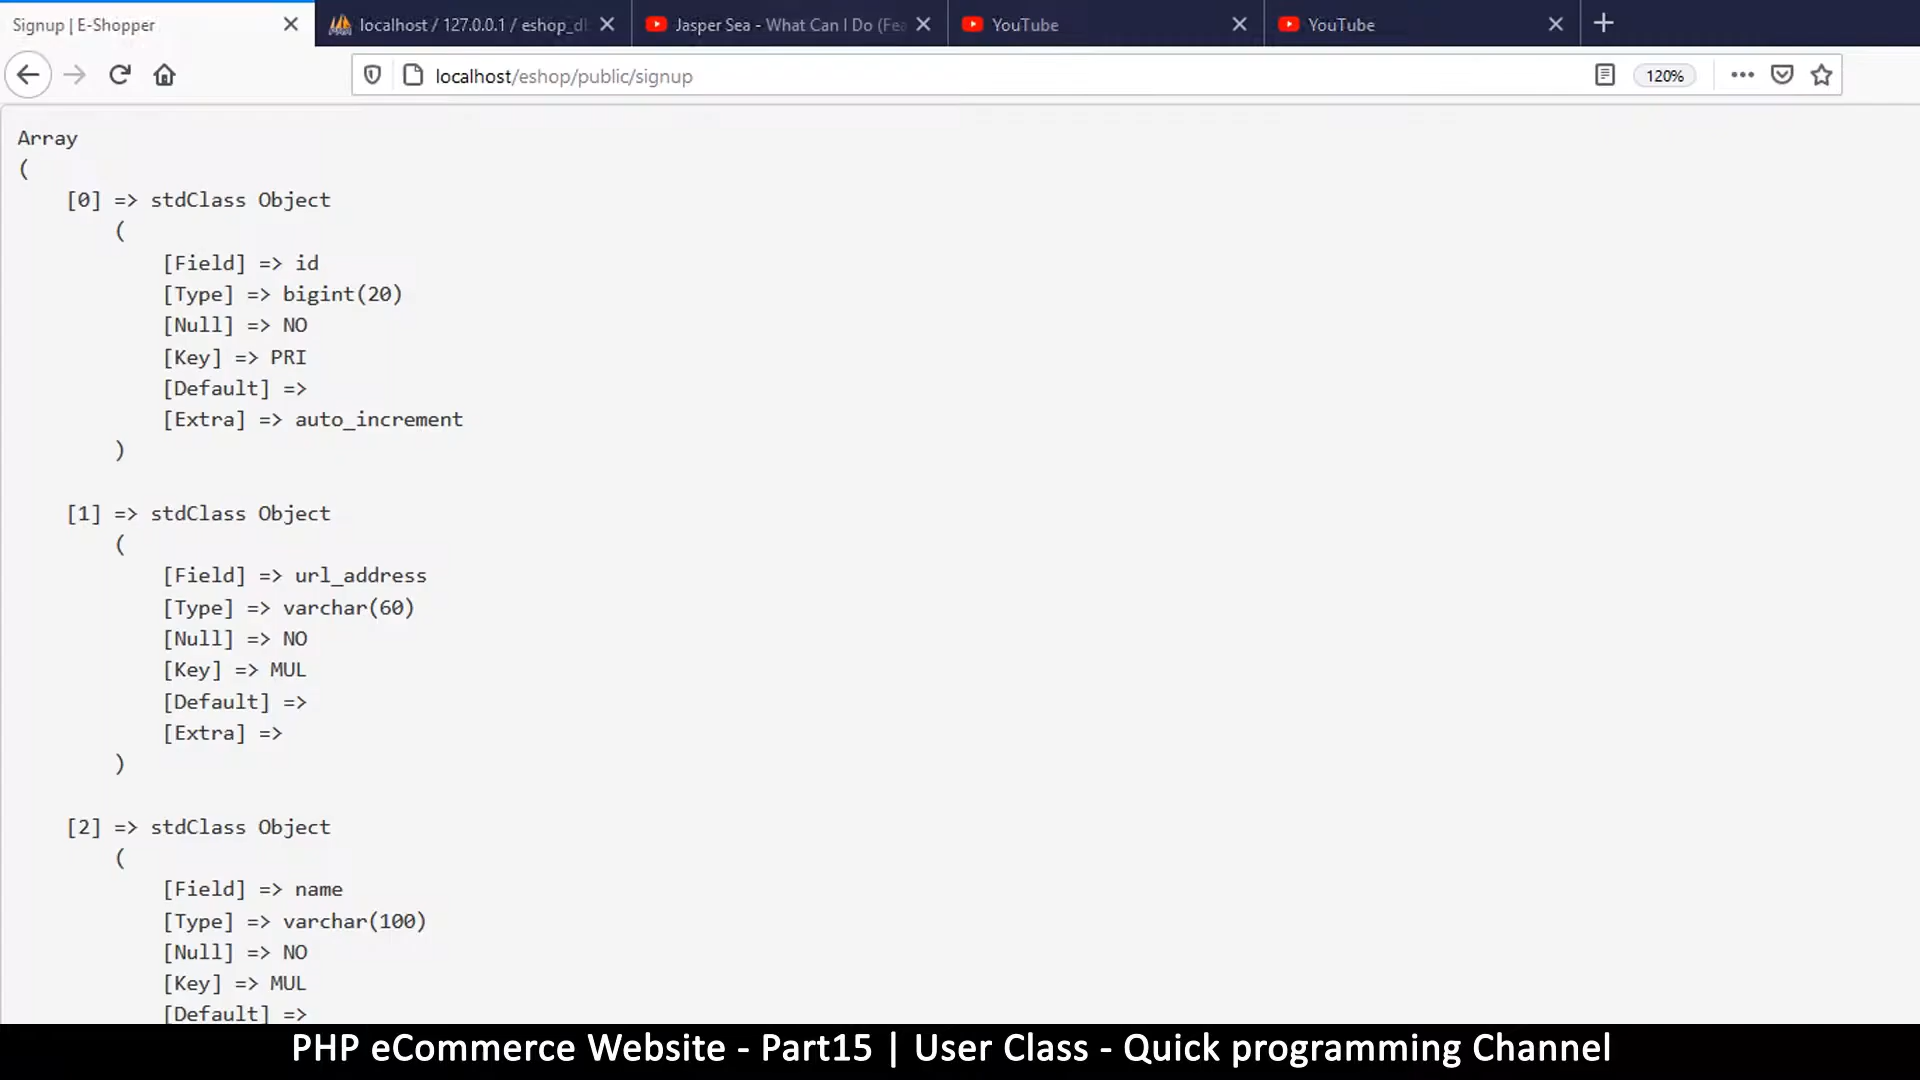 Signup | E-Shopper
localhost / 127.0.0.1 / eshop_d
Jasper Sea - What Can I Do (Fea
YouTube
YouTube
localhost/eshop/public/signup
120%
Array
(
[0] => stdClass Object
(
[Field] => id
[Type] => bigint(20)
[Null] => NO
[Key] => PRI
[Default] =>
[Extra] => auto_increment
)
[1] => stdClass Object
(
[Field] => url_address
[Type] => varchar(60)
[Null] => NO
[Key] => MUL
[Default] =>
[Extra] =>
)
[2] => stdClass Object
(
[Field] => name
[Type] => varchar(100)
[Null] => NO
[Key] => MUL
[Default] =>
PHP eCommerce Website - Part15 | User Class - Quick programming Channel